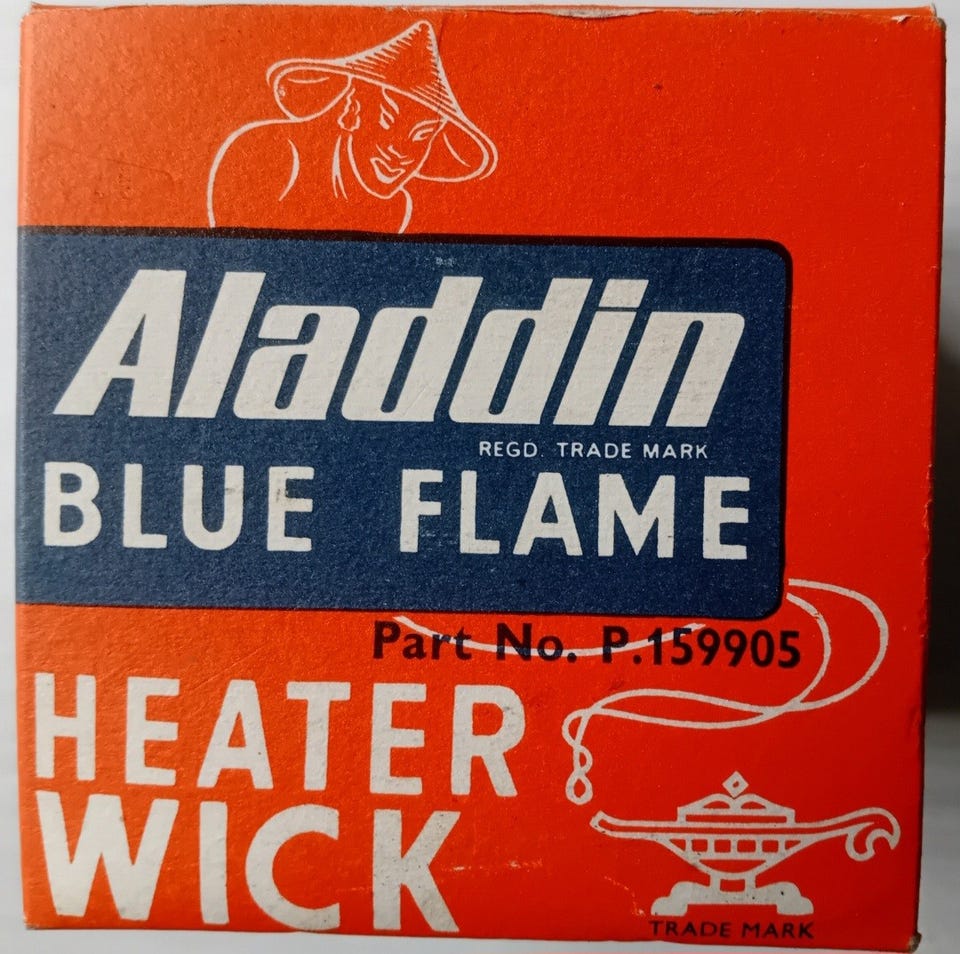 Aladdin
REGD. TRADE MARK
BLUE FLAME
Part No. P.159905
HEATER
WICK
TRADE MARK